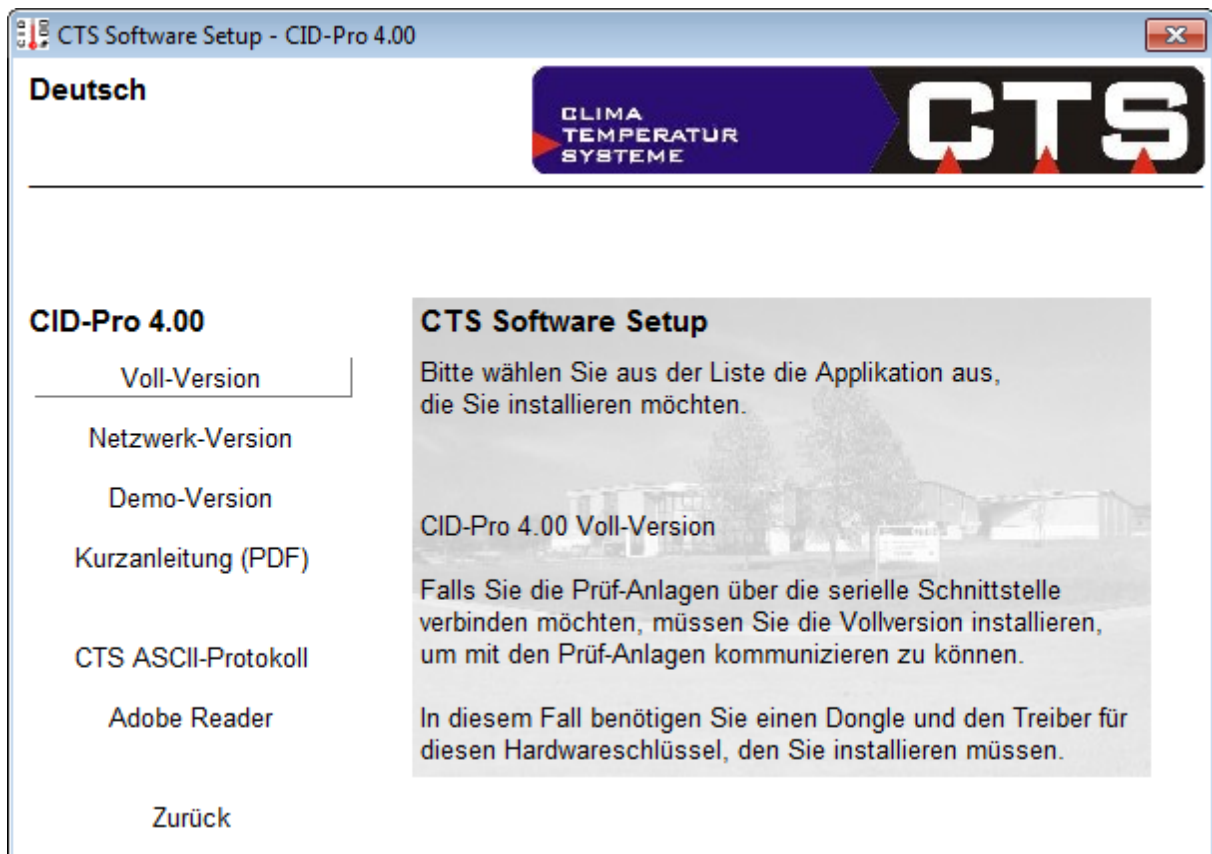 CTS Software Setup - CID-Pro 4.00
Deutsch
CLIMA
TEMPERATUR
SYSTEME
CTS
CID-Pro 4.00
Voll-Version
Netzwerk-Version
Demo-Version
Kurzanleitung (PDF)
CTS ASCII-Protokoll
Adobe Reader
Zurück
CTS Software Setup
Bitte wählen Sie aus der Liste die Applikation aus,
die Sie installieren möchten.
CID-Pro 4.00 Voll-Version
Falls Sie die Prüf-Anlagen über die serielle Schnittstelle
verbinden möchten, müssen Sie die Vollversion installieren,
um mit den Prüf-Anlagen kommunizieren zu können.
In diesem Fall benötigen Sie einen Dongle und den Treiber für
diesen Hardwareschlüssel, den Sie installieren müssen.